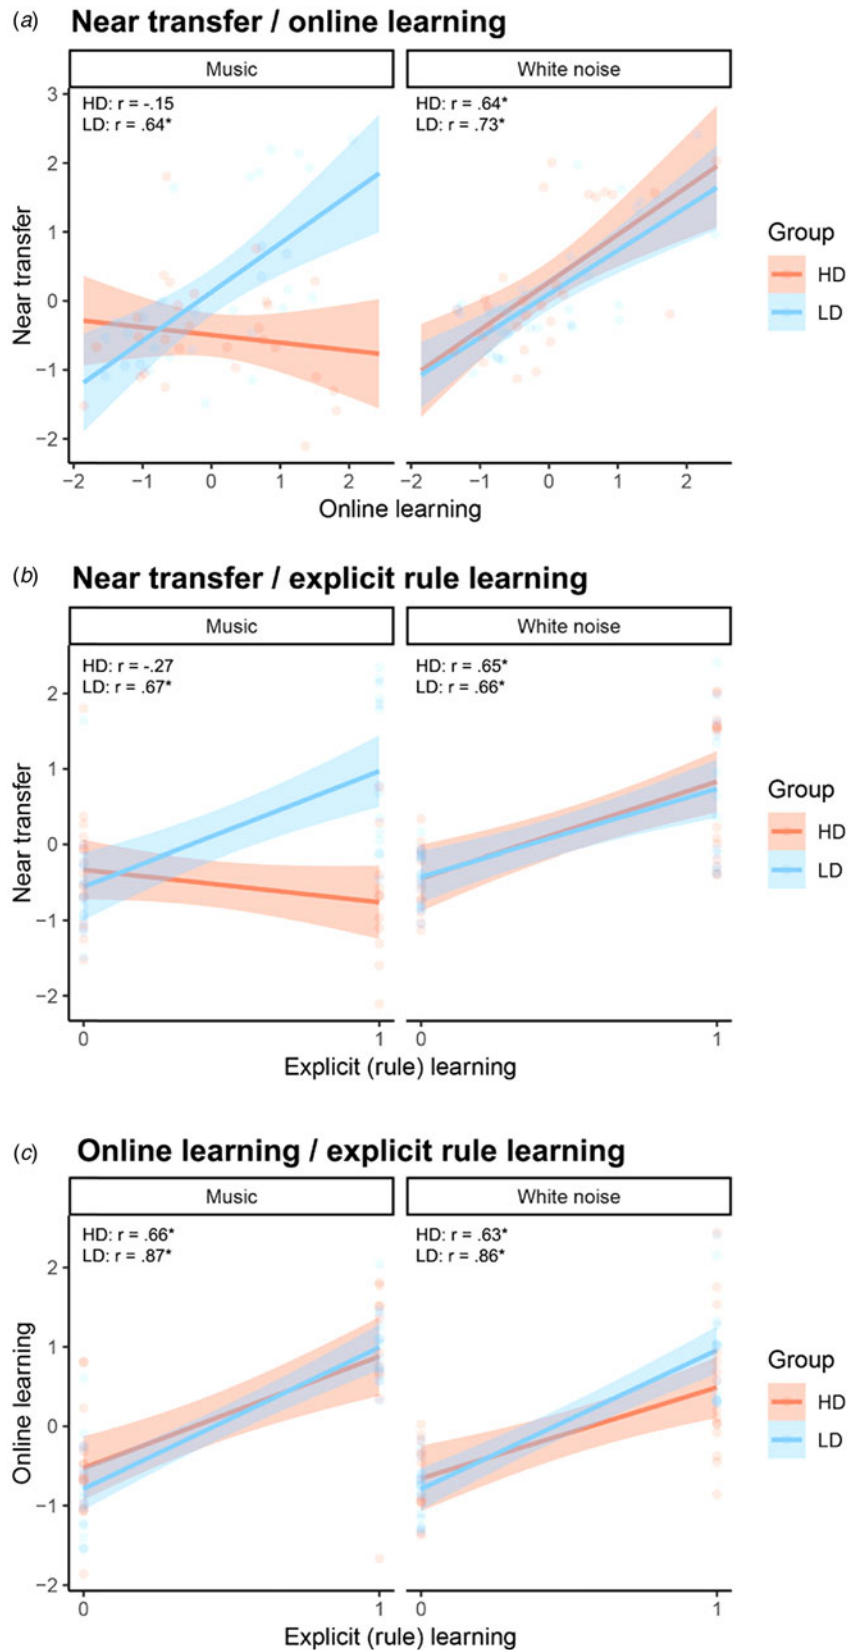 (a) Near transfer / online learning
Music White noise
HD: r = -.15
LD: r = .64*
HD: r = .64*
LD: r = .73*
3
2
1
0
−1
−2
Near transfer
−2 −1 0 1 2 −2 −1 0 1 2
Online learning
Group
HD
LD
(b) Near transfer / explicit rule learning
Music White noise
HD: r = -.27
LD: r = .67*
HD: r = .65*
LD: r = .66*
2
1
0
−1
−2
Near transfer
0 1 0 1
Explicit (rule) learning
Group
HD
LD
(c) Online learning / explicit rule learning
Music White noise
HD: r = .66*
LD: r = .87*
HD: r = .63*
LD: r = .86*
2
1
0
−1
−2
Online learning
0 1 0 1
Explicit (rule) learning
Group
HD
LD